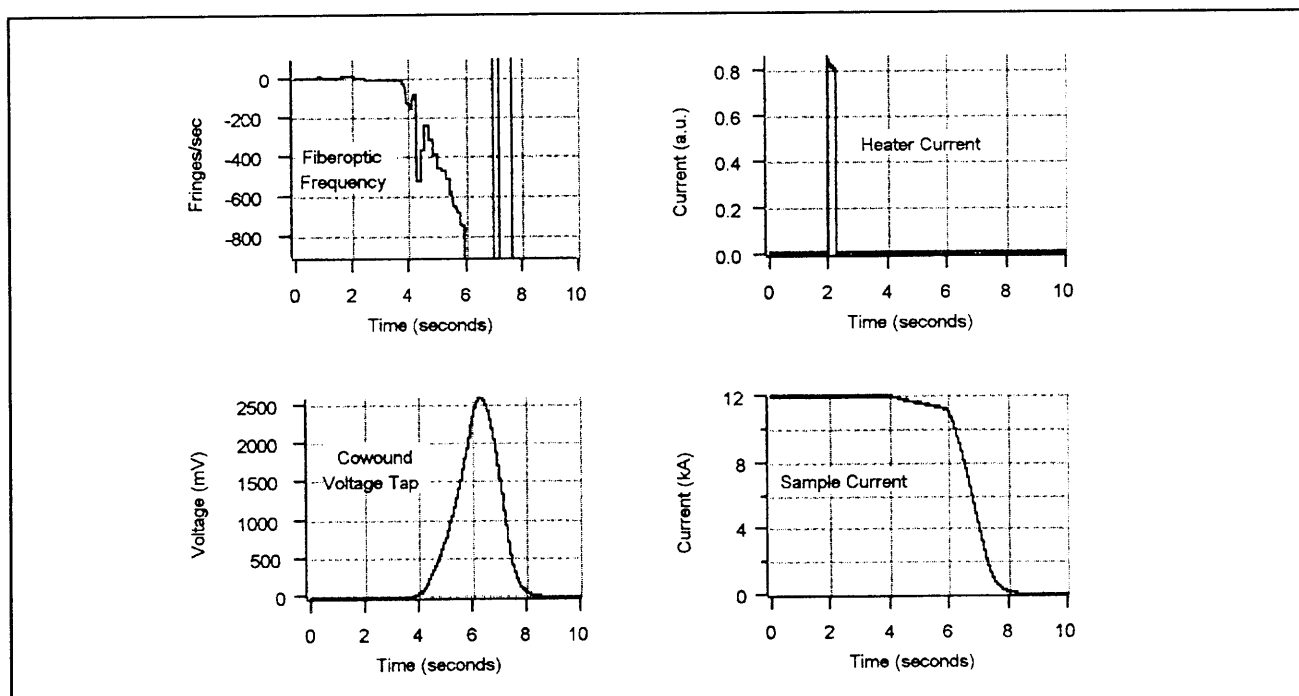 0
-200
-400
-600
-800
Fringes/sec
Fiberoptic
Frequency
0 2 4 6 8 10
Time (seconds)
0.8
0.6
0.4
0.2
0.0
Current (a.u.)
Heater Current
0 2 4 6 8 10
Time (seconds)
2500
2000
1500
1000
500
0
Voltage (mV)
Cowound
Voltage Tap
0 2 4 6 8 10
Time (seconds)
12
8
4
0
Current (kA)
Sample Current
0 2 4 6 8 10
Time (seconds)